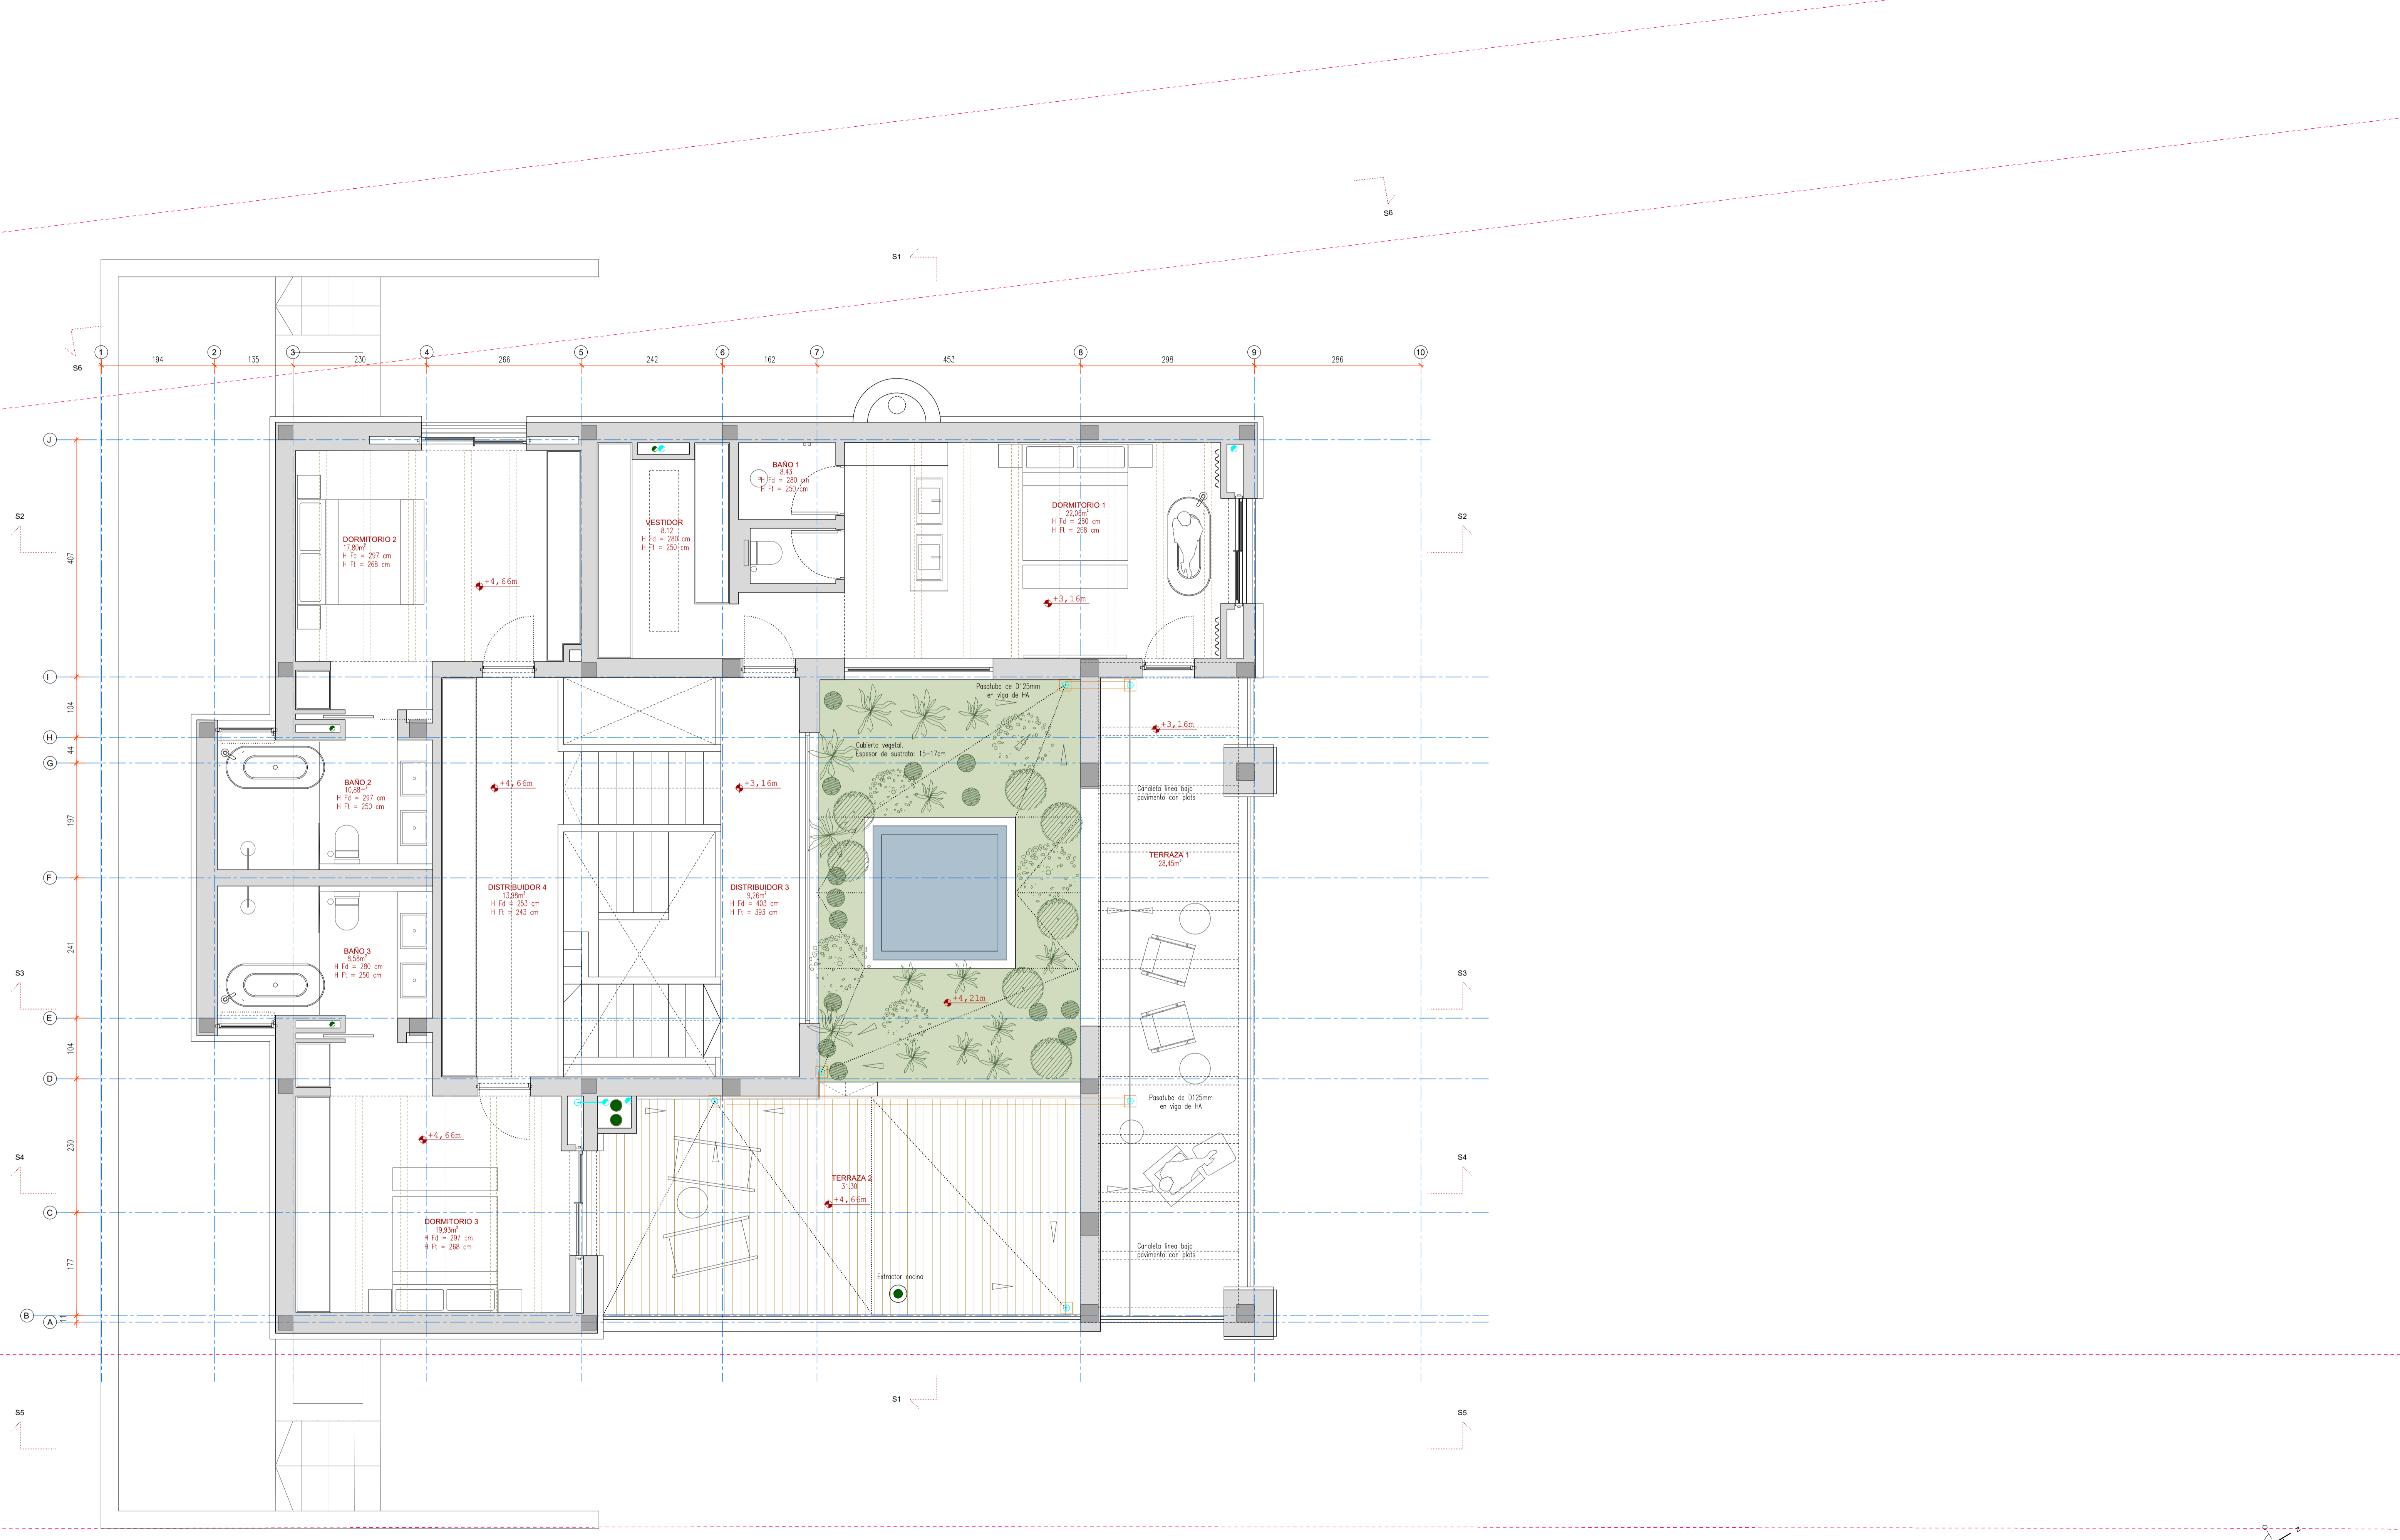 S6
S1
S6
1
2
3
4
5
6
7
8
9
10
194
135
230
266
242
162
453
298
286
J
BAÑO 1
8,43
H Fd = 280 cm
H Ft = 250 cm
DORMITORIO 1
22,06m²
H Fd = 280 cm
H Ft = 268 cm
S2
VESTIDOR
8.12
H Fd = 280 cm
H Ft = 250 cm
S2
DORMITORIO 2
17,80m²
H Fd = 297 cm
H Ft = 268 cm
407
+4,66m
+3,16m
I
Pasatubo de D125mm
en viga de HA
104
+3,16m
H
44
Cubierta vegetal.
Espesor de sustrato: 15-17cm
G
BAÑO 2
10,88m²
H Fd = 297 cm
H Ft = 250 cm
+4,66m
+3,16m
Canaleta línea bajo
pavimento con plots
197
TERRAZA 1
28,45m²
F
DISTRIBUIDOR 4
13,98m²
H Fd = 253 cm
H Ft = 243 cm
DISTRIBUIDOR 3
9,26m²
H Fd = 403 cm
H Ft = 393 cm
241
BAÑO 3
8,58m²
H Fd = 280 cm
H Ft = 250 cm
S3
S3
+4,21m
E
104
D
Pasatubo de D125mm
en viga de HA
+4,66m
230
S4
S4
TERRAZA 2
31,30
+4,66m
C
DORMITORIO 3
19,93m²
H Fd = 297 cm
H Ft = 268 cm
Canaleta línea bajo
pavimento con plots
177
Extractor cocina
B
11
A
S1
S5
S5
N